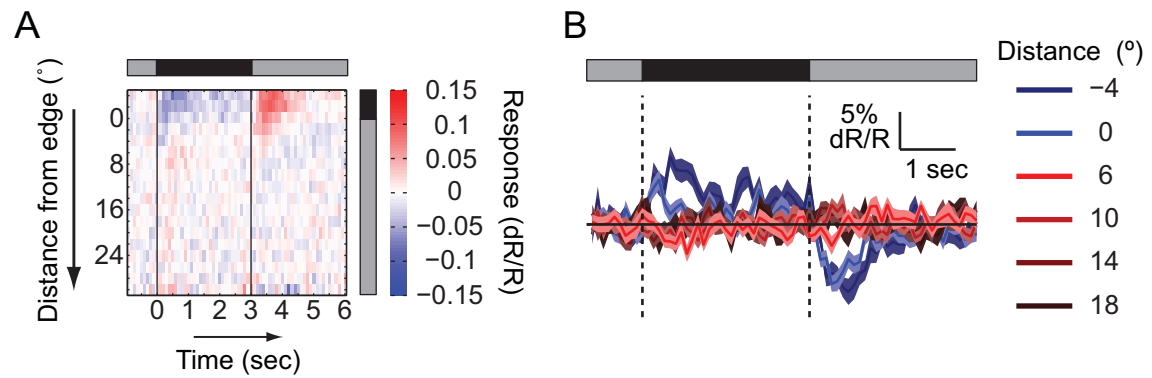 A
Distance from edge (˚)
0
8
16
24
0 1 2 3 4 5 6
Time (sec)
0.15
0.1
0.05
0
−0.05
−0.1
−0.15
Response (dR/R)
B
5%
dR/R
1 sec
Distance (º)
−4
0
6
10
14
18